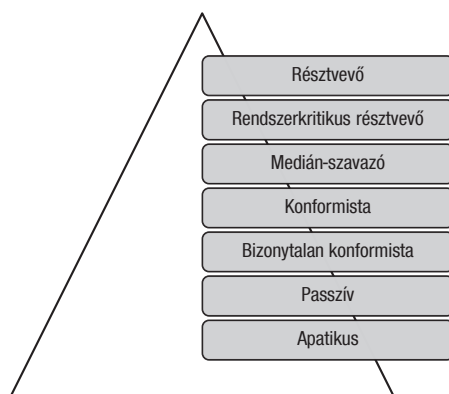 Résztvevő
Rendszerkritikus résztvevő
Medián-szavazó
Konformista
Bizonytalan konformista
Passzív
Apatikus